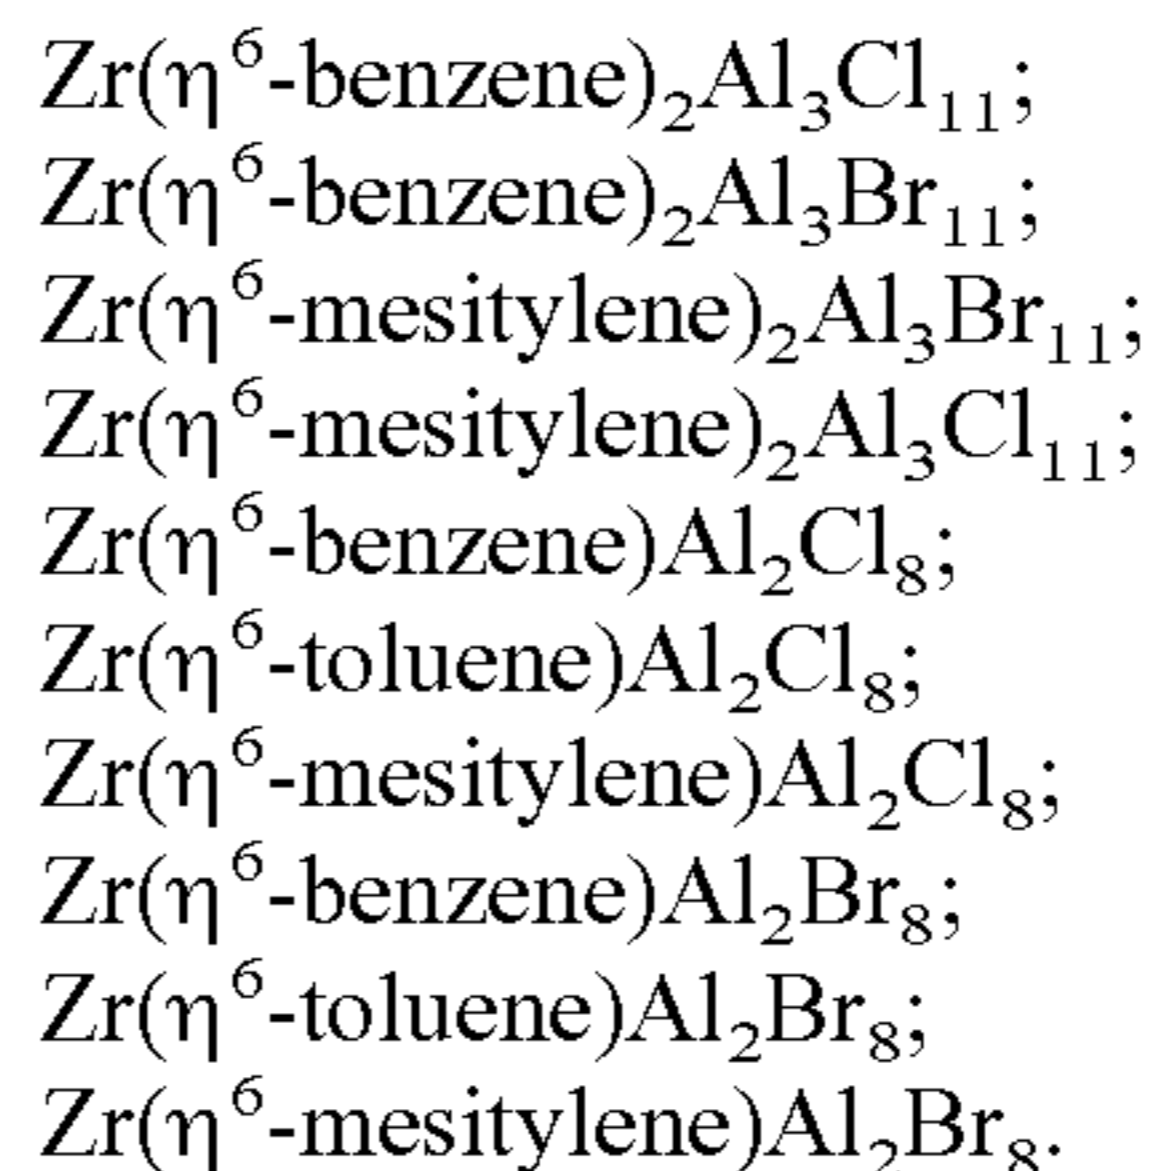 Zr(η⁶-benzene)₂Al₃Cl₁₁;
Zr(η⁶-benzene)₂Al₃Br₁₁;
Zr(η⁶-mesitylene)₂Al₃Br₁₁;
Zr(η⁶-mesitylene)₂Al₃Cl₁₁;
Zr(η⁶-benzene)Al₂Cl₈;
Zr(η⁶-toluene)Al₂Cl₈;
Zr(η⁶-mesitylene)Al₂Cl₈;
Zr(η⁶-benzene)Al₂Br₈;
Zr(η⁶-toluene)Al₂Br₈;
Zr(η⁶-mesitylene)Al₂Br₈.